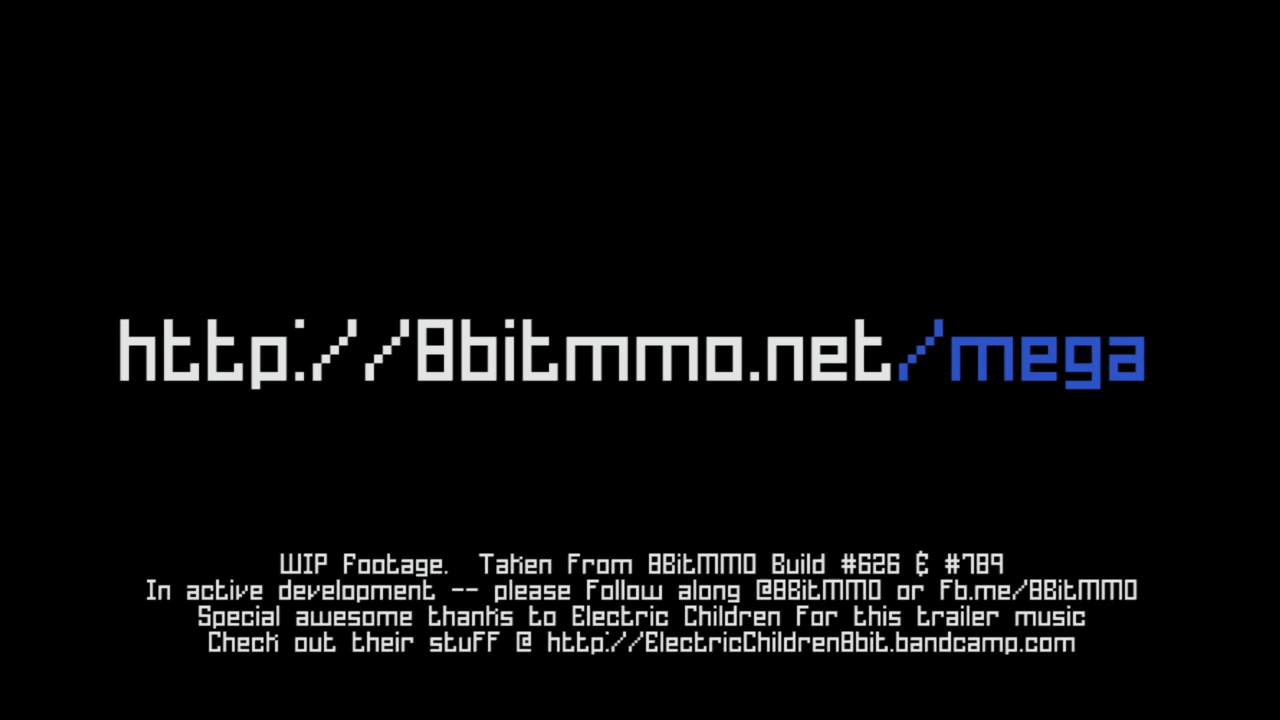 http://8bitmmo.net/mega
WIP Footage. Taken From 8BitMMO Build #626 & #789
In active development -- please Follow along @8BitMMO or Fb.me/8BitMMO
Special awesome thanks to Electric Children For this trailer music
Check out their stuFF @ http://ElectricChildren8bit.bandcamp.com